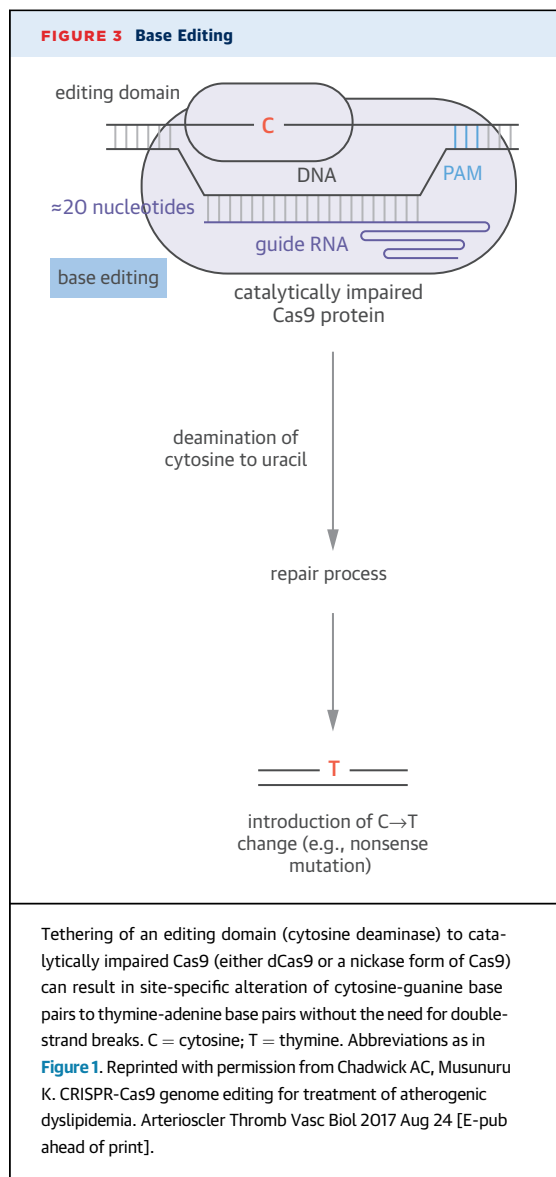 FIGURE 3 Base Editing
editing domain
C
DNA
PAM
≈20 nucleotides
guide RNA
base editing
catalytically impaired
Cas9 protein
deamination of
cytosine to uracil
repair process
T
introduction of C→T
change (e.g., nonsense
mutation)
Tethering of an editing domain (cytosine deaminase) to cata-
lytically impaired Cas9 (either dCas9 or a nickase form of Cas9)
can result in site-specific alteration of cytosine-guanine base
pairs to thymine-adenine base pairs without the need for double-
strand breaks. C = cytosine; T = thymine. Abbreviations as in
Figure 1. Reprinted with permission from Chadwick AC, Musunuru
K. CRISPR-Cas9 genome editing for treatment of atherogenic
dyslipidemia. Arterioscler Thromb Vasc Biol 2017 Aug 24 [E-pub
ahead of print].